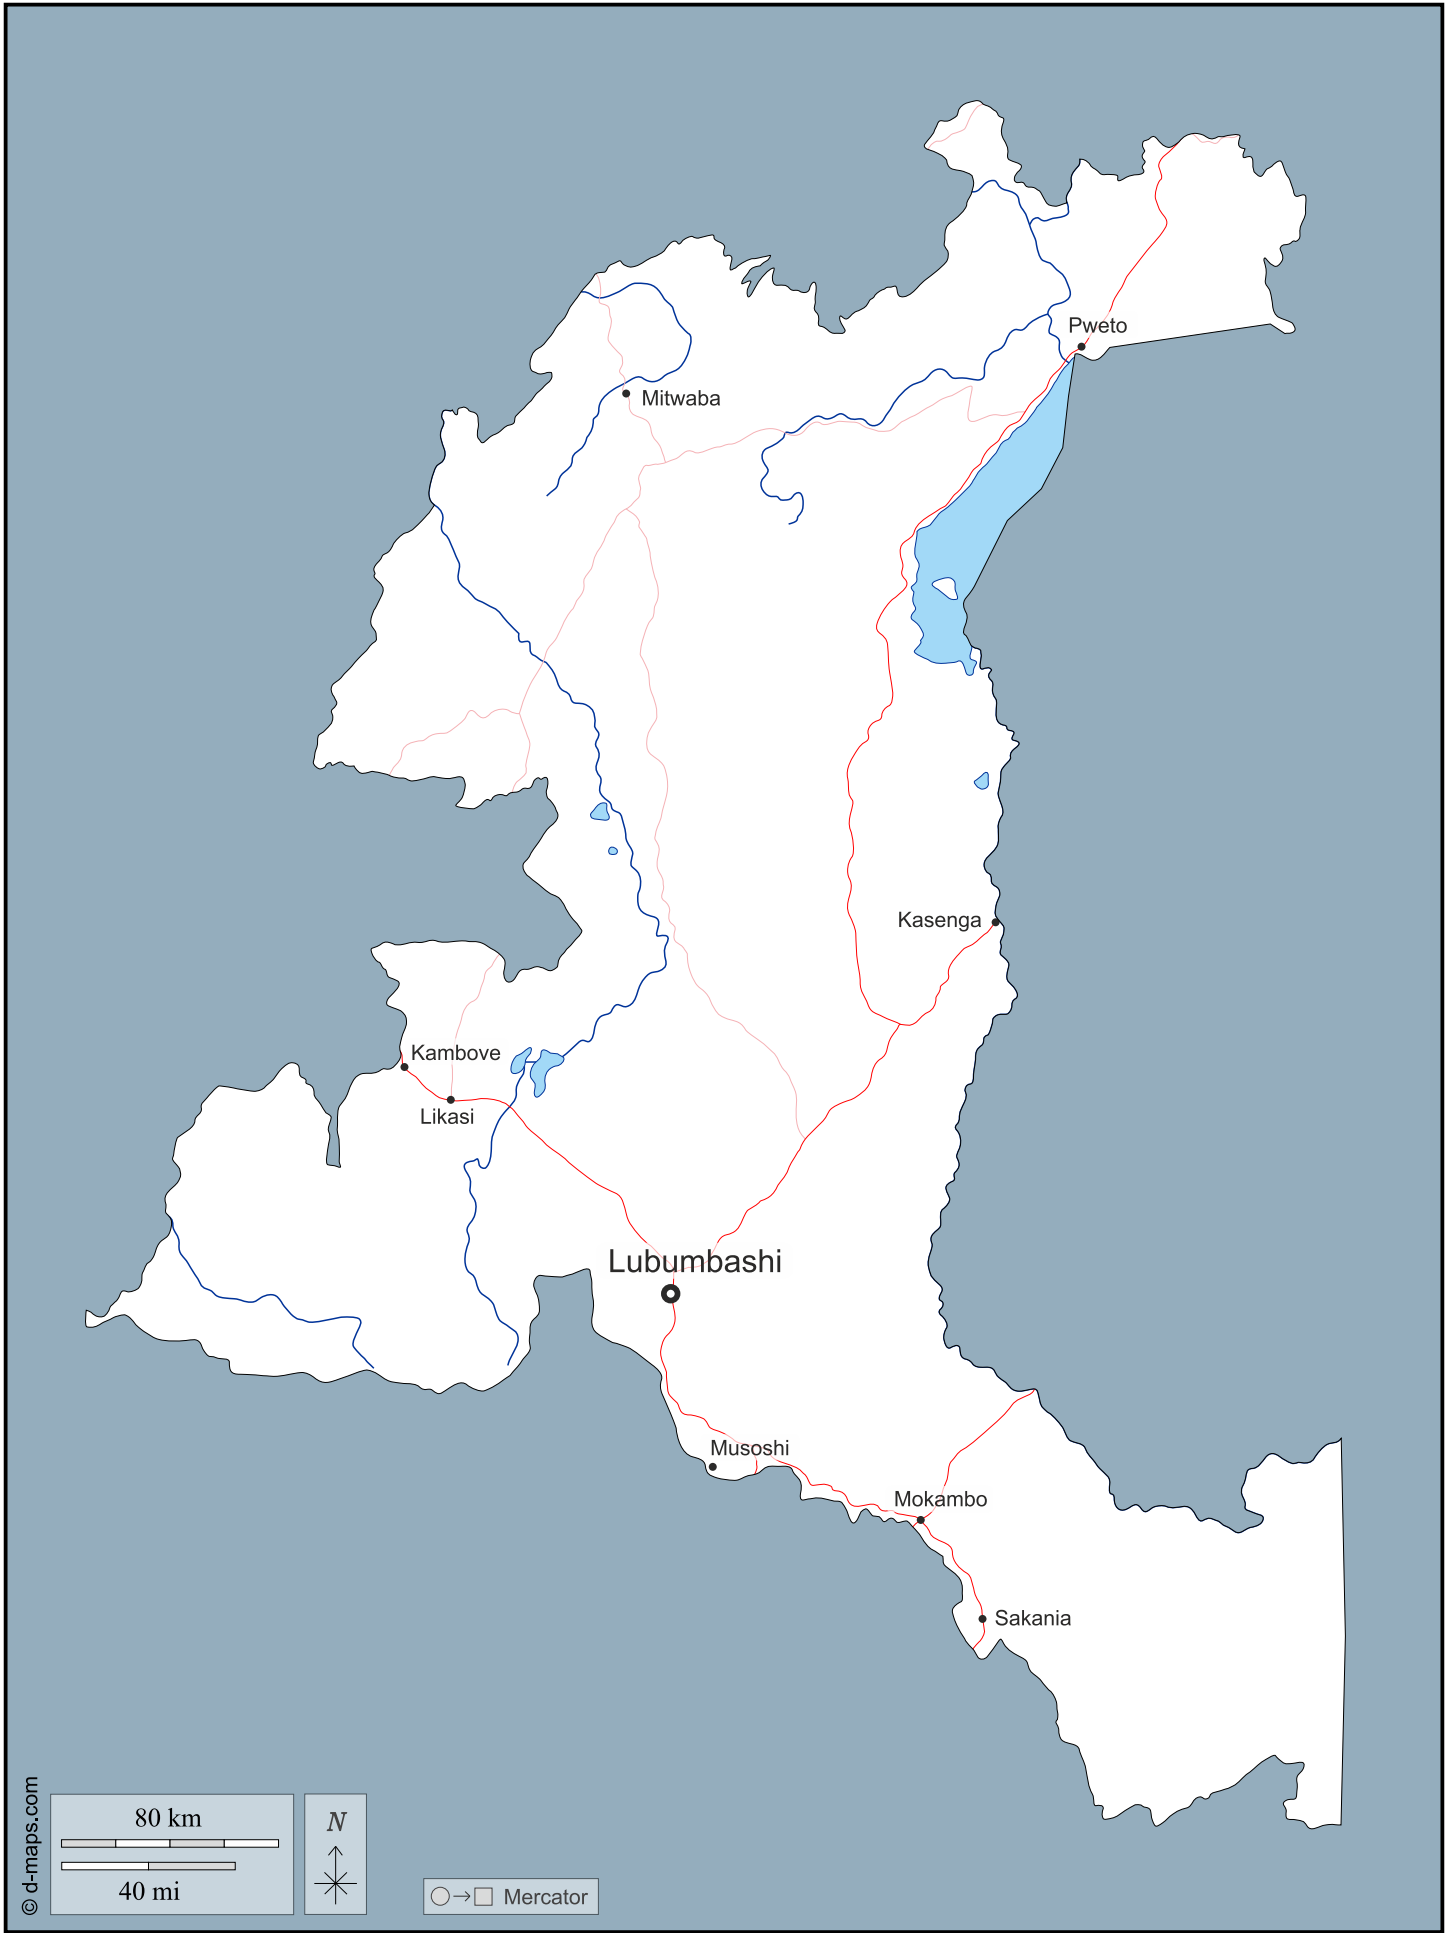 Pweto
Mitwaba
Kasenga
Kambove
Likasi
Lubumbashi
Musoshi
Mokambo
Sakania
© d-maps.com
80 km
40 mi
N
Mercator